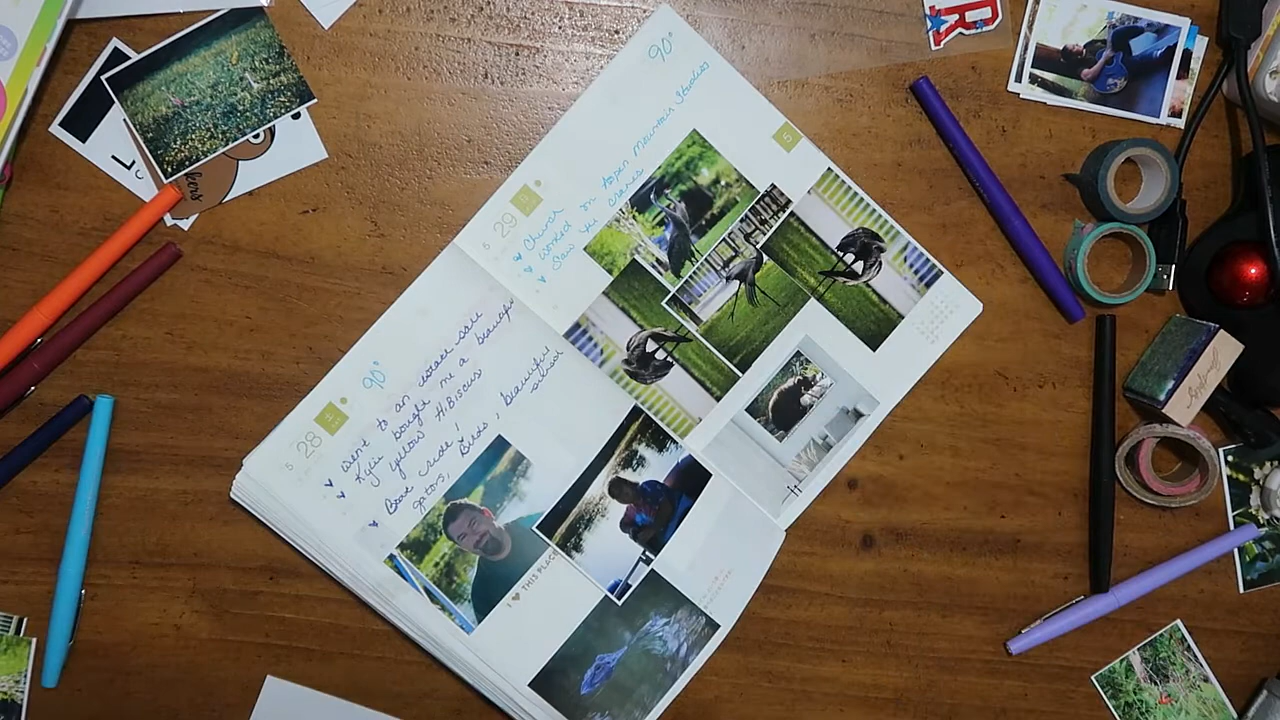 90°
5 28
went to an estate sale
Kylie bought me a beautiful
yellow Hibiscus
Boat ride,
gators, Birds, beautiful
I ♥ THIS PLACE
90°
5 29
Church
worked on Aspen Mountain Studios
Saw the cranes
5
R
L